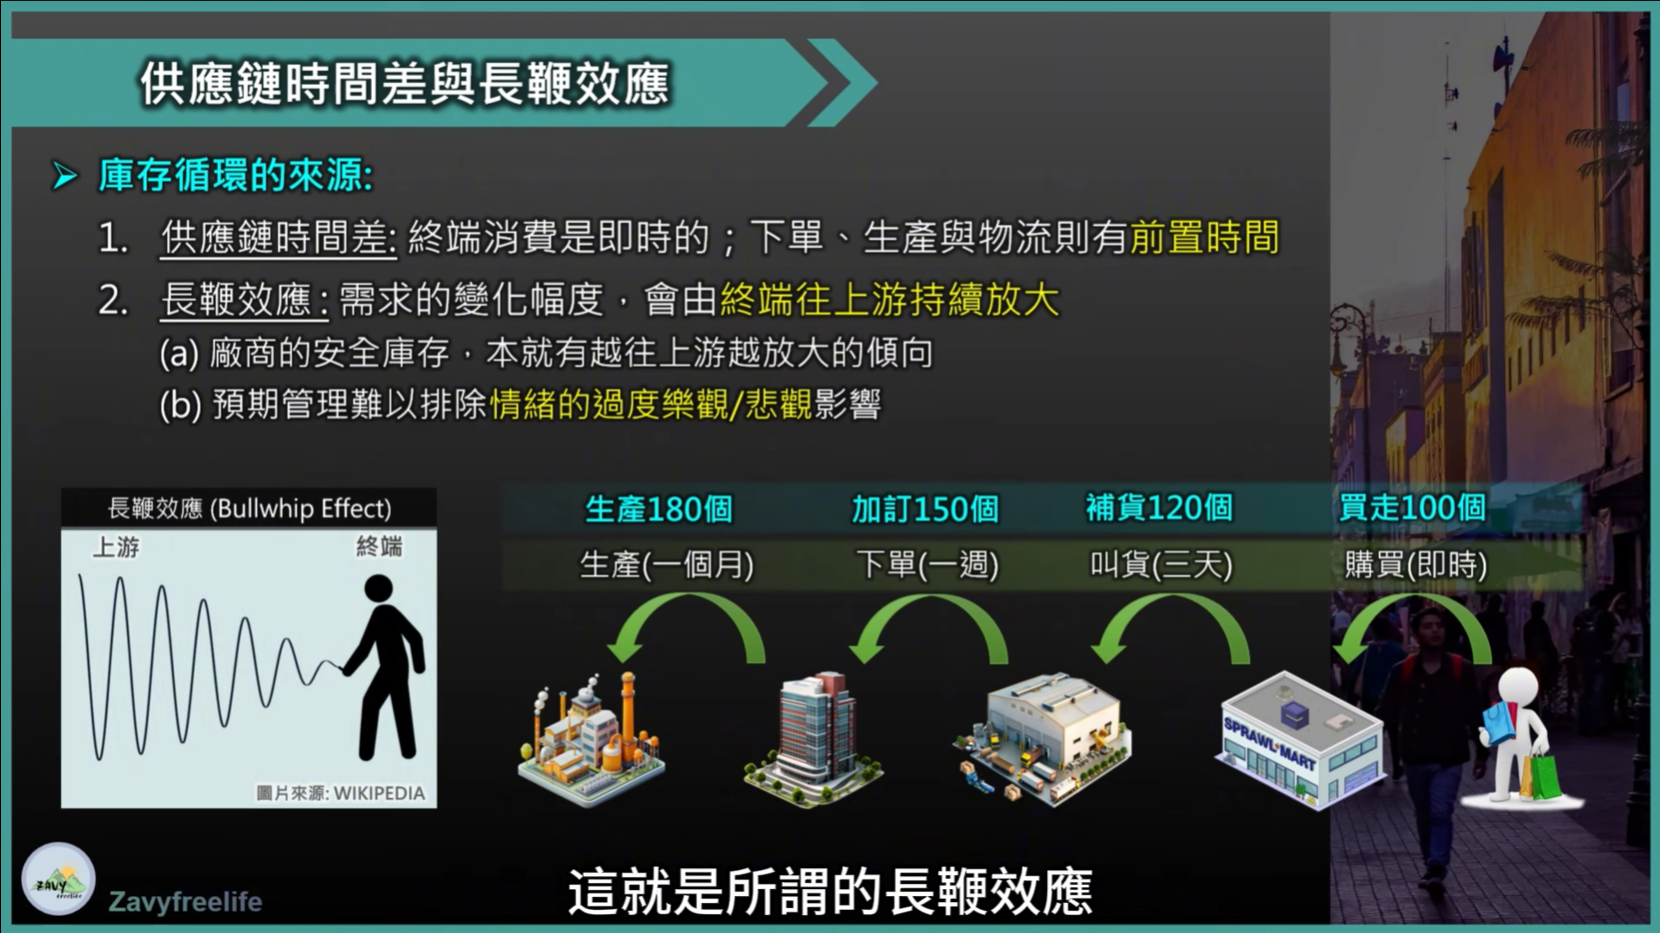 供應鏈時間差與長鞭效應
庫存循環的來源:
1. 供應鏈時間差: 終端消費是即時的；下單、生產與物流則有前置時間
2. 長鞭效應: 需求的變化幅度，會由終端往上游持續放大
(a) 廠商的安全庫存，本就有越往上游越放大的傾向
(b) 預期管理難以排除情緒的過度樂觀/悲觀影響
長鞭效應 (Bullwhip Effect)
上游 終端
圖片來源: WIKIPEDIA
生產180個 加訂150個 補貨120個 買走100個
生產(一個月) 下單(一週) 叫貨(三天) 購買(即時)
SPRAWL MART
ZAVY
freelife
Zavyfreelife
這就是所謂的長鞭效應